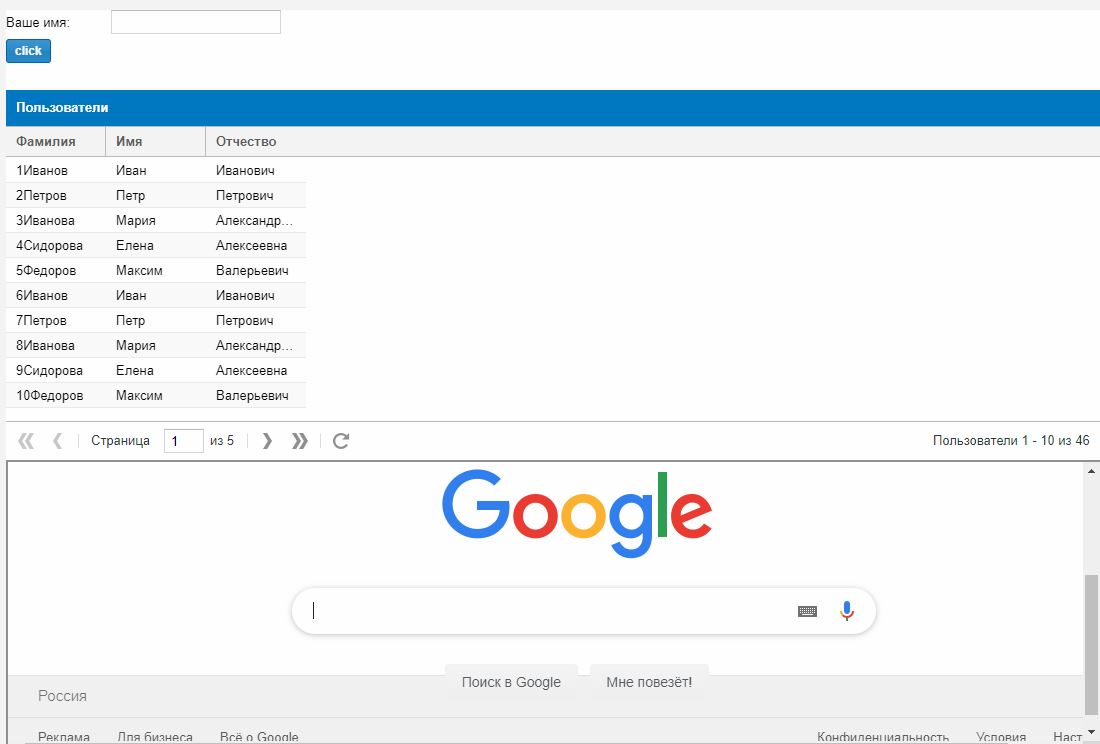 Ваше имя:
click
Пользователи
Фамилия Имя Отчество
1Иванов Иван Иванович
2Петров Петр Петрович
3Иванова Мария Александр...
4Сидорова Елена Алексеевна
5Федоров Максим Валерьевич
6Иванов Иван Иванович
7Петров Петр Петрович
8Иванова Мария Александр...
9Сидорова Елена Алексеевна
10Федоров Максим Валерьевич
Страница 1 из 5 Пользователи 1 - 10 из 46
Google
Поиск в Google Мне повезёт!
Россия
Реклама Для бизнеса Всё о Google Конфиденциальность Условия Наст